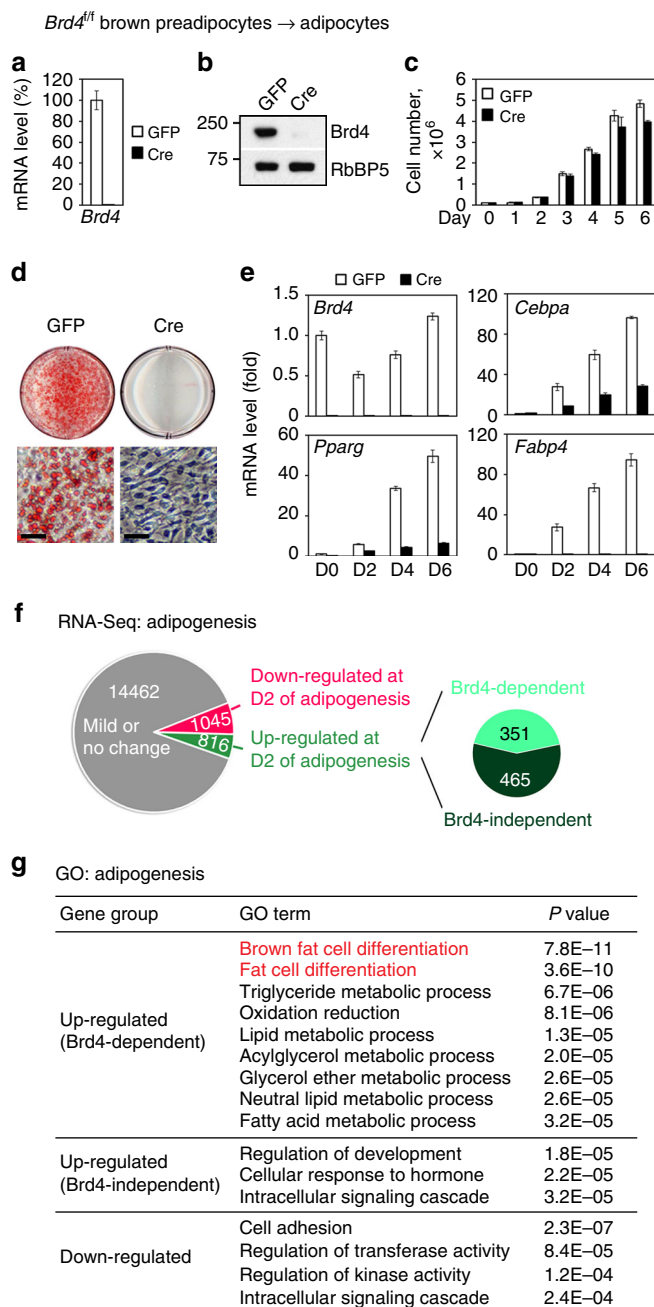 Brd4f/f brown preadipocytes → adipocytes
a
mRNA level (%)
120
100
80
60
40
20
0
Brd4
GFP
Cre
b
GFP
Cre
250
75
Brd4
RbBP5
c
Cell number, ×10⁶
6
5
4
3
2
1
0
GFP
Cre
Day 0 1 2 3 4 5 6
d
GFP
Cre
e
GFP
Cre
mRNA level (fold)
Brd4
1.5
1.0
0.5
0
Cebpa
120
80
40
0
Pparg
60
40
20
0
D0 D2 D4 D6
Fabp4
120
80
40
0
D0 D2 D4 D6
f
RNA-Seq: adipogenesis
14462
Mild or
no change
1045
816
Down-regulated at
D2 of adipogenesis
Up-regulated at
D2 of adipogenesis
Brd4-dependent
351
465
Brd4-independent
g
GO: adipogenesis
Gene group GO term P value
Up-regulated
(Brd4-dependent)
Brown fat cell differentiation 7.8E–11
Fat cell differentiation 3.6E–10
Triglyceride metabolic process 6.7E–06
Oxidation reduction 8.1E–06
Lipid metabolic process 1.3E–05
Acylglycerol metabolic process 2.0E–05
Glycerol ether metabolic process 2.6E–05
Neutral lipid metabolic process 2.6E–05
Fatty acid metabolic process 3.2E–05
Up-regulated
(Brd4-independent)
Regulation of development 1.8E–05
Cellular response to hormone 2.2E–05
Intracellular signaling cascade 3.2E–05
Down-regulated
Cell adhesion 2.3E–07
Regulation of transferase activity 8.4E–05
Regulation of kinase activity 1.2E–04
Intracellular signaling cascade 2.4E–04